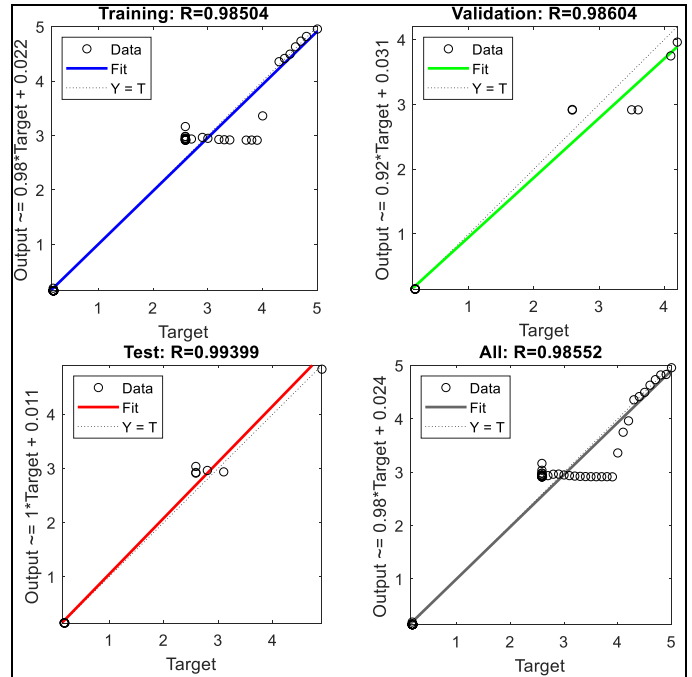 Training: R=0.98504
Output ~= 0.98*Target + 0.022
5
4
3
2
1
Data
Fit
Y = T
1
2
3
4
5
Target
Validation: R=0.98604
Output ~= 0.92*Target + 0.031
4
3
2
1
Data
Fit
Y = T
1
2
3
4
Target
Test: R=0.99399
Output ~= 1*Target + 0.011
4
3
2
1
Data
Fit
Y = T
1
2
3
4
Target
All: R=0.98552
Output ~= 0.98*Target + 0.024
5
4
3
2
1
Data
Fit
Y = T
1
2
3
4
5
Target